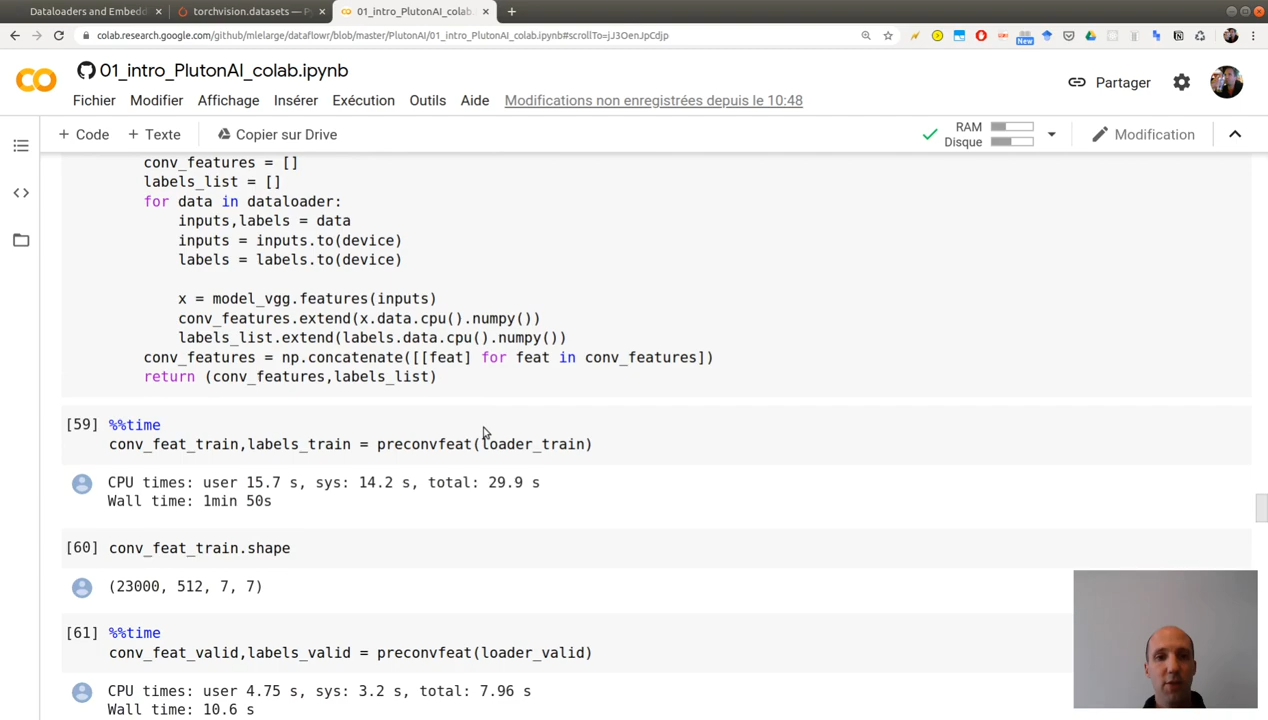 Dataloaders and Embedd
torchvision.datasets — P
01_intro_PlutonAI_colab.ip
colab.research.google.com/github/mlelarge/dataflowr/blob/master/PlutonAI/01_intro_PlutonAI_colab.ipynb#scrollTo=jJ3OenJpCdjp
New
01_intro_PlutonAI_colab.ipynb
Fichier Modifier Affichage Insérer Exécution Outils Aide Modifications non enregistrées depuis le 10:48
Partager
+ Code + Texte Copier sur Drive
RAM
Disque
Modification
conv_features = []
labels_list = []
for data in dataloader:
inputs,labels = data
inputs = inputs.to(device)
labels = labels.to(device)
x = model_vgg.features(inputs)
conv_features.extend(x.data.cpu().numpy())
labels_list.extend(labels.data.cpu().numpy())
conv_features = np.concatenate([[feat] for feat in conv_features])
return (conv_features,labels_list)
[59] %%time
conv_feat_train,labels_train = preconvfeat(loader_train)
CPU times: user 15.7 s, sys: 14.2 s, total: 29.9 s
Wall time: 1min 50s
[60] conv_feat_train.shape
(23000, 512, 7, 7)
[61] %%time
conv_feat_valid,labels_valid = preconvfeat(loader_valid)
CPU times: user 4.75 s, sys: 3.2 s, total: 7.96 s
Wall time: 10.6 s